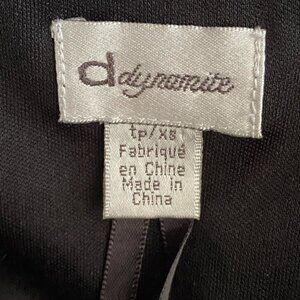 d dynamite
tp/xs
Fabriqué
en Chine
Made in
China